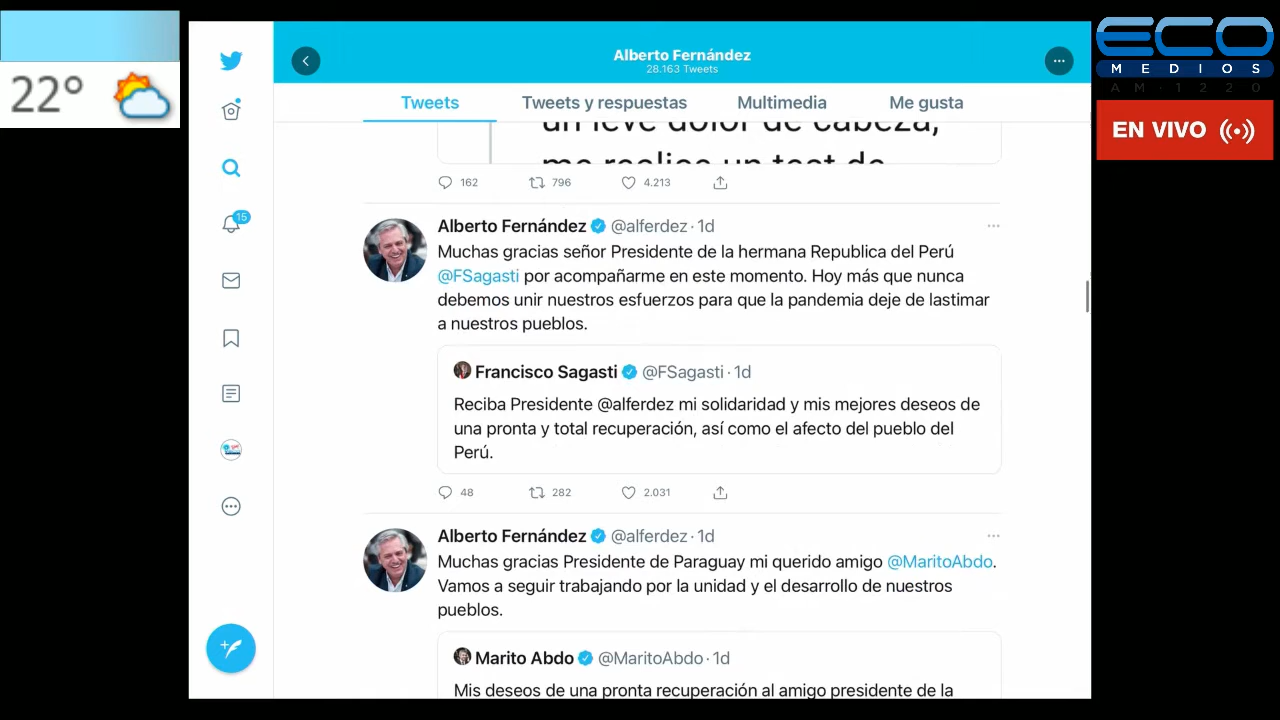 22°
ECO
MEDIOS
AM·1220
EN VIVO
Alberto Fernández
28.163 Tweets
Tweets
Tweets y respuestas
Multimedia
Me gusta
un leve dolor de cabeza,
me realice un test de
162
796
4.213
15
Alberto Fernández @alferdez · 1d
Muchas gracias señor Presidente de la hermana Republica del Perú
@FSagasti por acompañarme en este momento. Hoy más que nunca
debemos unir nuestros esfuerzos para que la pandemia deje de lastimar
a nuestros pueblos.
Francisco Sagasti @FSagasti · 1d
Reciba Presidente @alferdez mi solidaridad y mis mejores deseos de
una pronta y total recuperación, así como el afecto del pueblo del
Perú.
48
282
2.031
Alberto Fernández @alferdez · 1d
Muchas gracias Presidente de Paraguay mi querido amigo @MaritoAbdo.
Vamos a seguir trabajando por la unidad y el desarrollo de nuestros
pueblos.
Marito Abdo @MaritoAbdo · 1d
Mis deseos de una pronta recuperación al amigo presidente de la